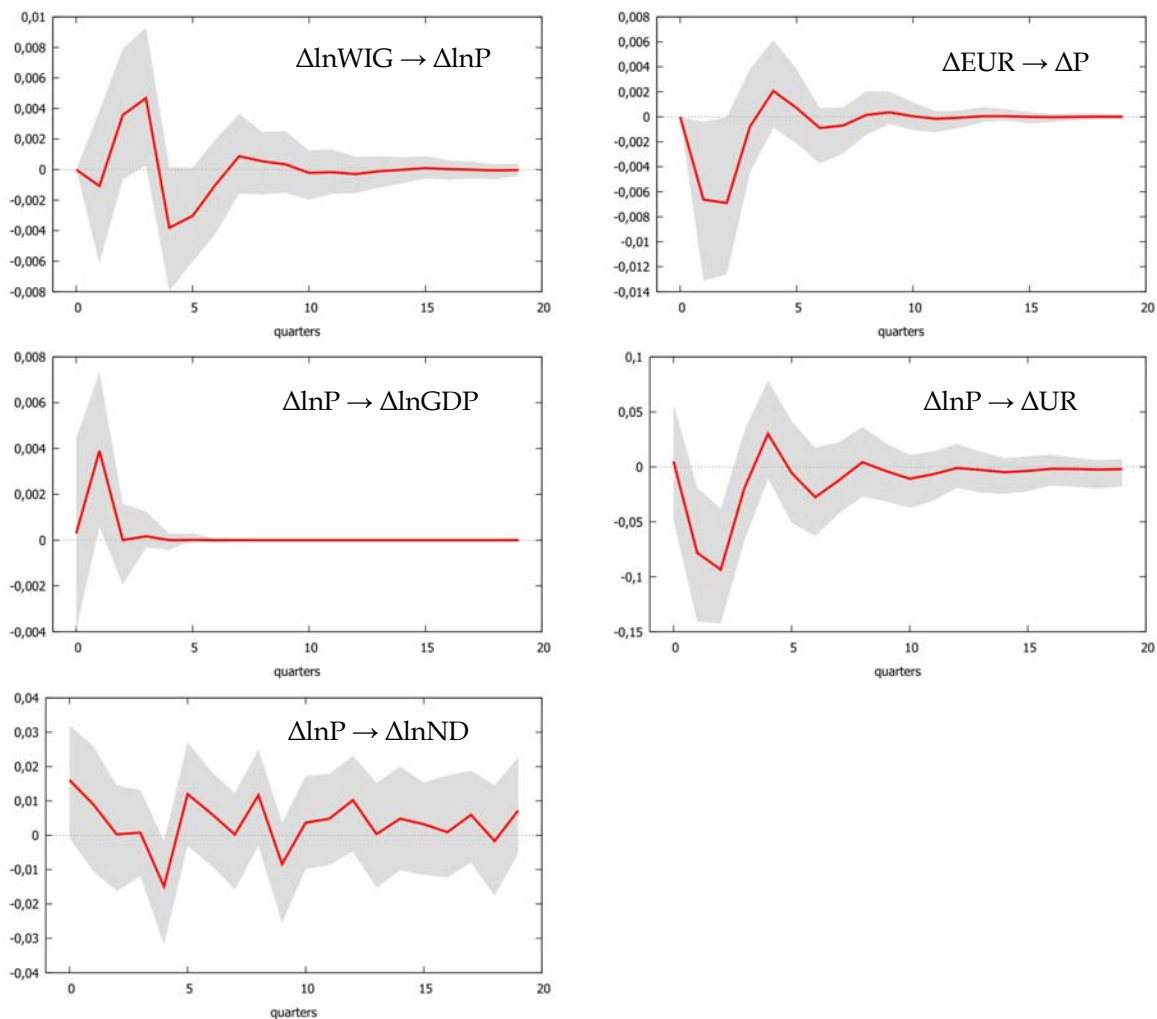 0,01
0,008
0,006
0,004
0,002
0
-0,002
-0,004
-0,006
-0,008
ΔlnWIG → ΔlnP
0 5 10 15 20
quarters
0,008
0,006
0,004
0,002
0
-0,002
-0,004
-0,006
-0,008
-0,01
-0,012
-0,014
ΔEUR → ΔP
0 5 10 15 20
quarters
0,008
0,006
0,004
0,002
0
-0,002
-0,004
ΔlnP → ΔlnGDP
0 5 10 15 20
quarters
0,1
0,05
0
-0,05
-0,1
-0,15
ΔlnP → ΔUR
0 5 10 15 20
quarters
0,04
0,03
0,02
0,01
0
-0,01
-0,02
-0,03
-0,04
ΔlnP → ΔlnND
0 5 10 15 20
quarters